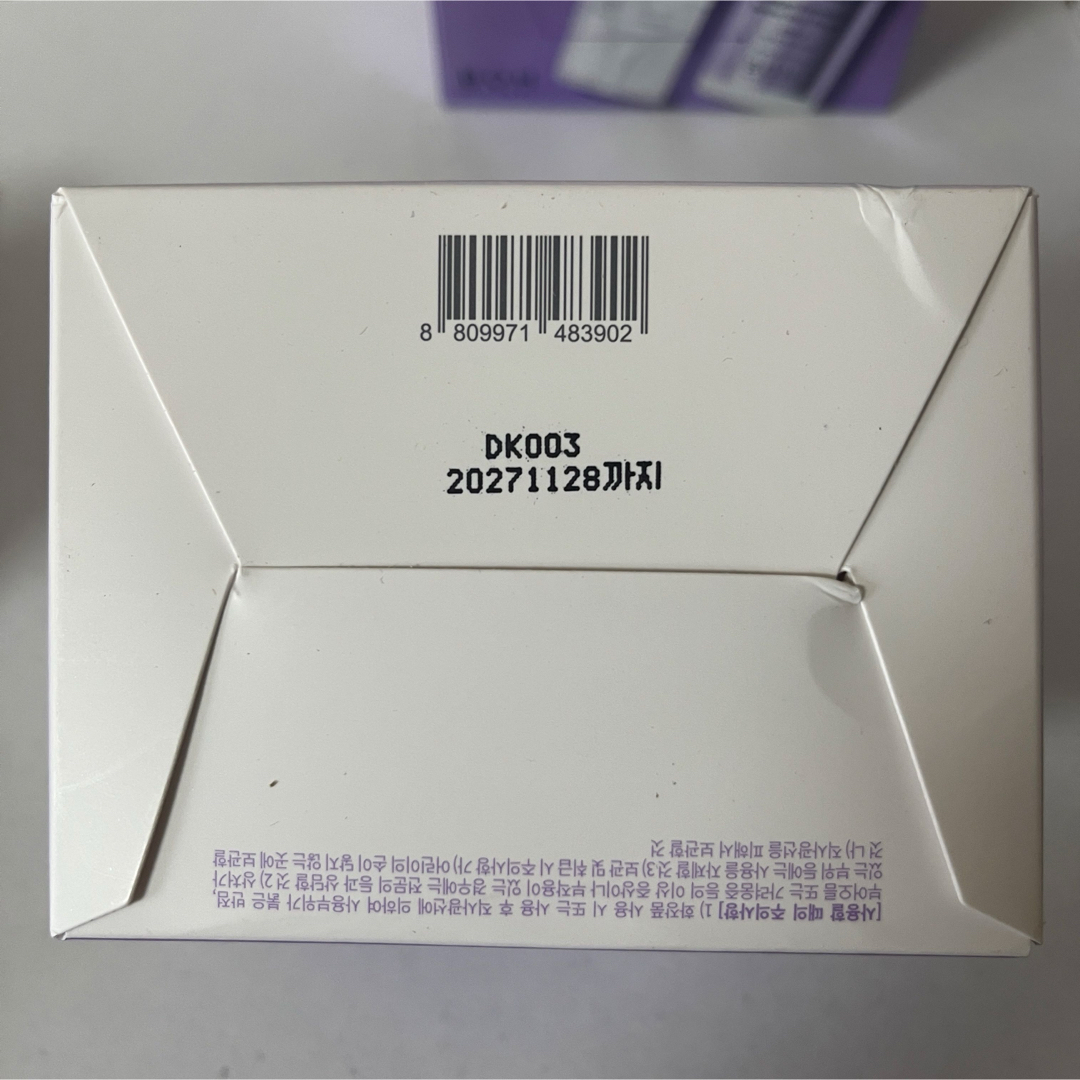 8 809971 483902
DK003
20271128까지
[사용할 때의 주의사항] 1) 화장품 사용 시 또는 사용 후 직사광선에 의하여 사용부위가 붉은 반점,
부어오름 또는 가려움증 등의 이상 증상이나 부작용이 있는 경우에는 전문의 등과 상담할 것 2) 상처가
있는 부위 등에는 사용을 자제할 것 3) 보관 및 취급 시 주의사항 가) 어린이의 손이 닿지 않는 곳에 보관할
것 나) 직사광선을 피해서 보관할 것